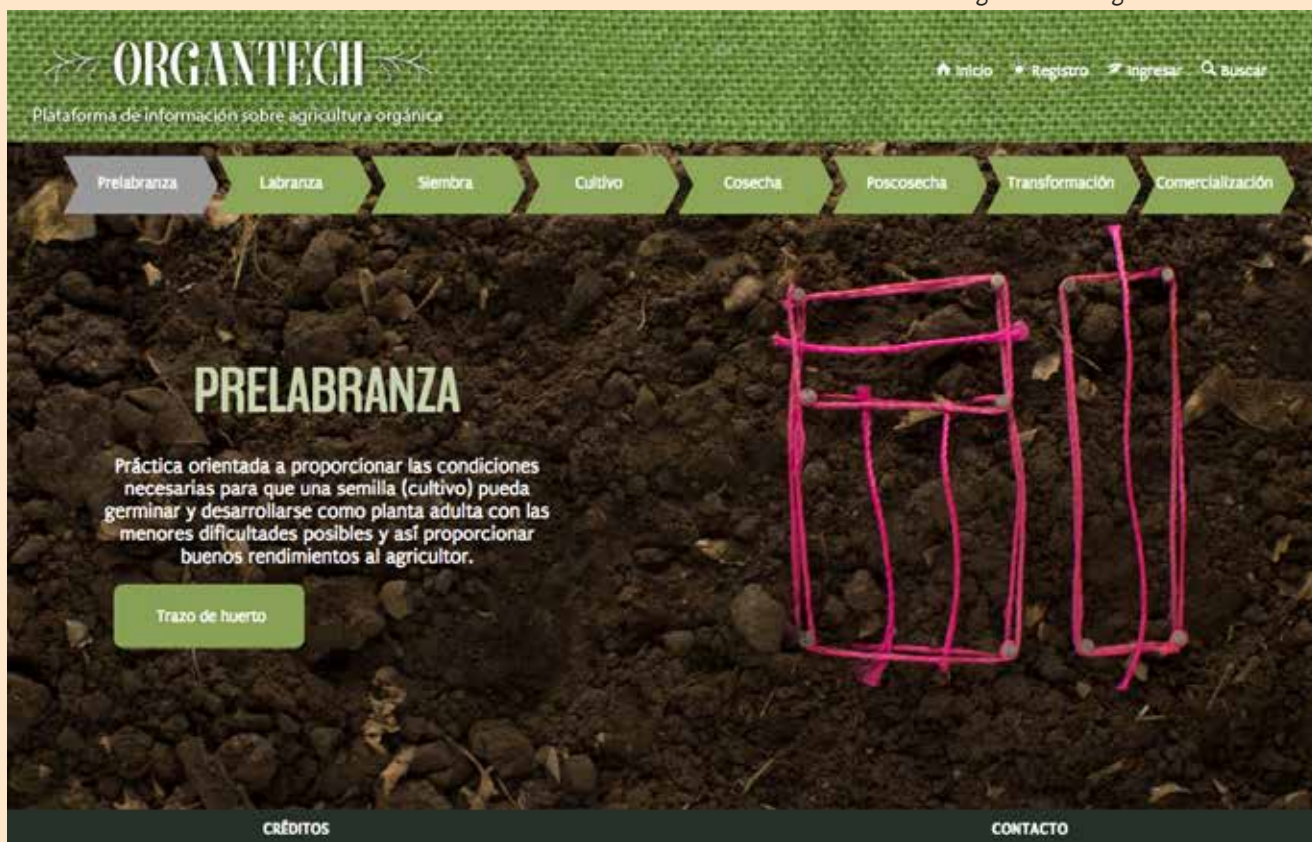 ORGANTECH
Plataforma de información sobre agricultura orgánica
Inicio Registro Ingresar Buscar
Prelabranza Labranza Siembra Cultivo Cosecha Poscosecha Transformación Comercialización
PRELABRANZA
Práctica orientada a proporcionar las condiciones
necesarias para que una semilla (cultivo) pueda
germinar y desarrollarse como planta adulta con las
menores dificultades posibles y así proporcionar
buenos rendimientos al agricultor.
Trazo de huerto
CRÉDITOS CONTACTO